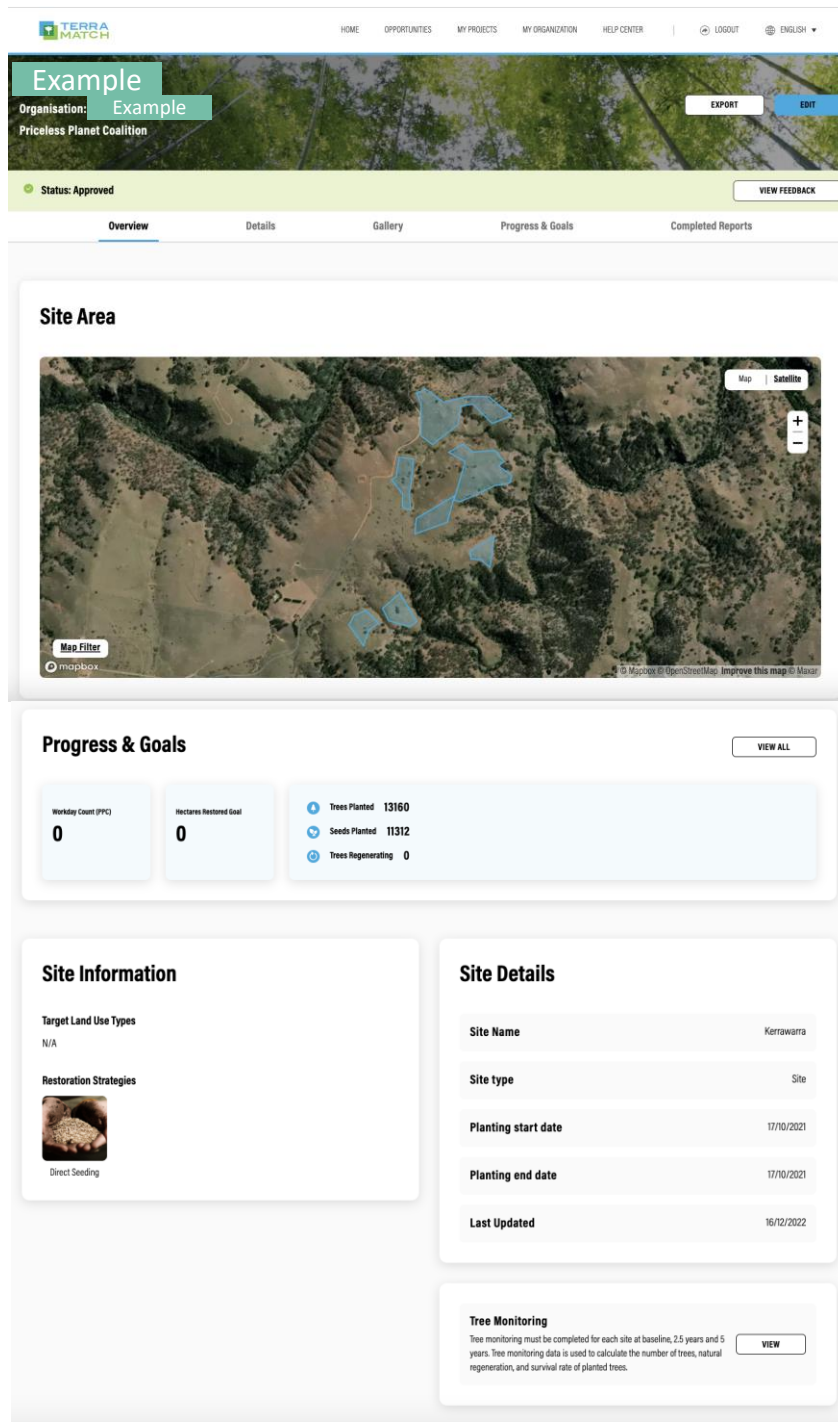 TERRA
MATCH
HOME OPPORTUNITIES MY PROJECTS MY ORGANIZATION HELP CENTER | LOGOUT ENGLISH
Example
Organisation: Example
Priceless Planet Coalition
EXPORT EDIT
Status: Approved VIEW FEEDBACK
Overview Details Gallery Progress & Goals Completed Reports
Site Area
Map | Satellite
+
−
Map Filter
mapbox
© Mapbox © OpenStreetMap Improve this map © Maxar
Progress & Goals VIEW ALL
Workday Count (PPC)
0
Hectares Restored Goal
0
Trees Planted 13160
Seeds Planted 11312
Trees Regenerating 0
Site Information
Target Land Use Types
N/A
Restoration Strategies
Direct Seeding
Site Details
Site Name Kerrawarra
Site type Site
Planting start date 17/10/2021
Planting end date 17/10/2021
Last Updated 16/12/2022
Tree Monitoring
Tree monitoring must be completed for each site at baseline, 2.5 years and 5
years. Tree monitoring data is used to calculate the number of trees, natural
regeneration, and survival rate of planted trees.
VIEW